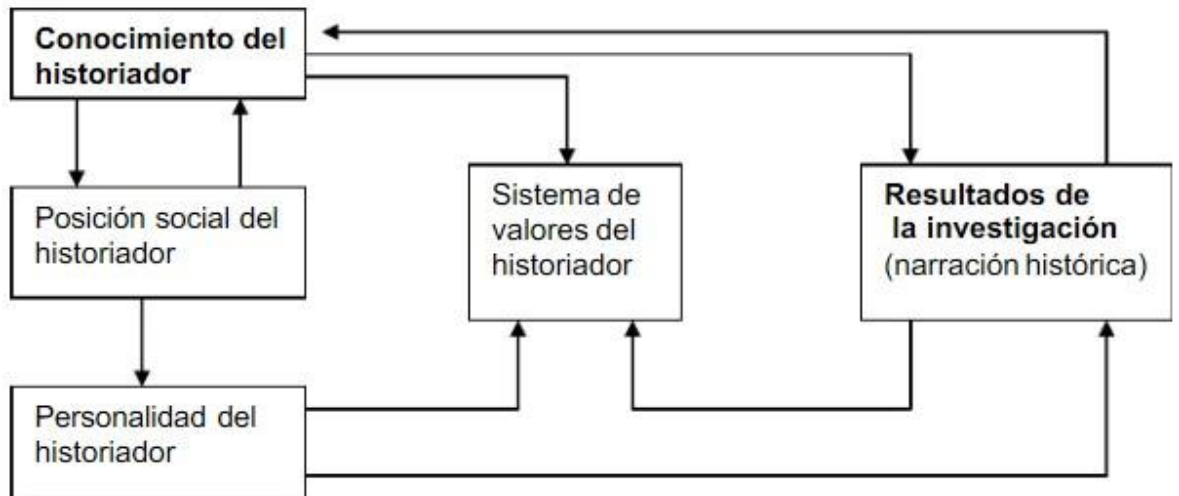 Conocimiento del
historiador
Posición social del
historiador
Personalidad del
historiador
Sistema de
valores del
historiador
Resultados de
la investigación
(narración histórica)